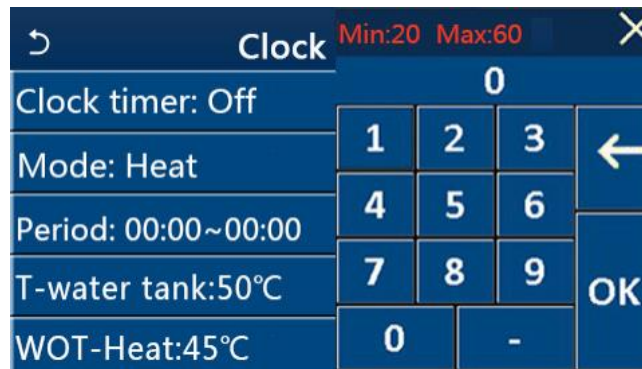 Clock
Clock timer: Off
Mode: Heat
Period: 00:00~00:00
T-water tank:50℃
WOT-Heat:45℃
Min:20 Max:60
0
1 2 3
4 5 6
7 8 9
0 -
OK